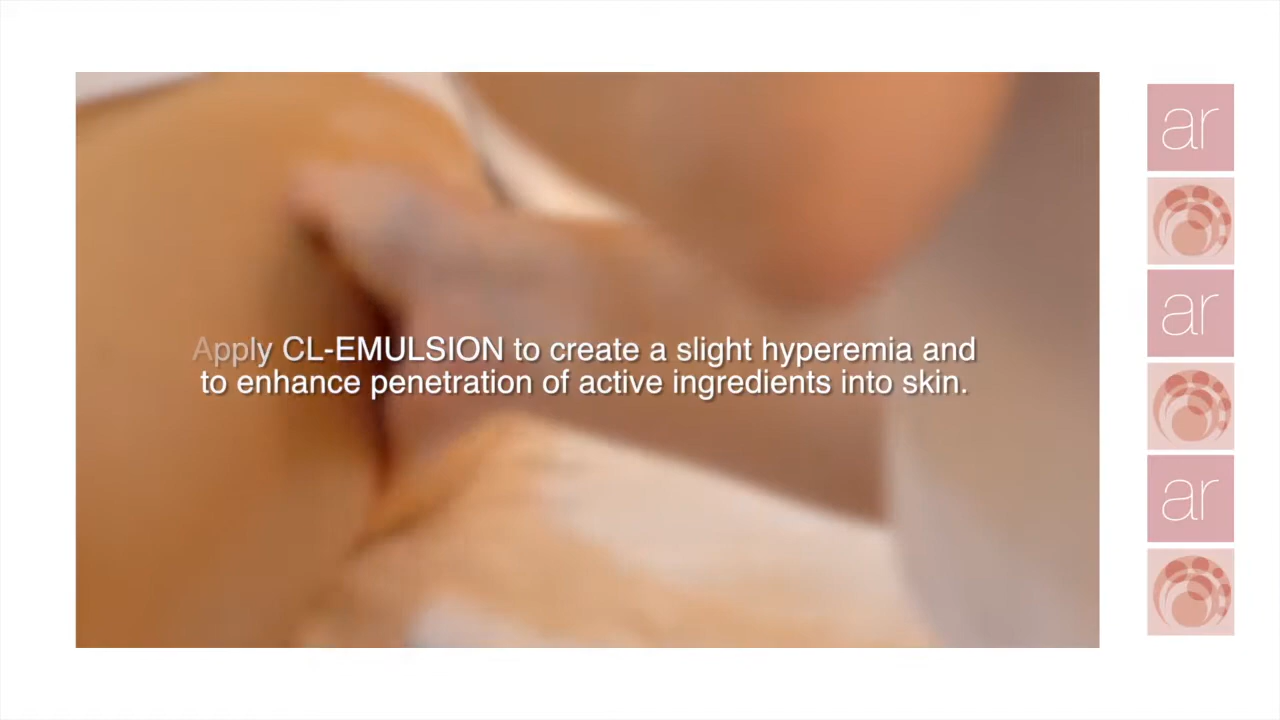 Apply CL-EMULSION to create a slight hyperemia and
to enhance penetration of active ingredients into skin.
ar
ar
ar